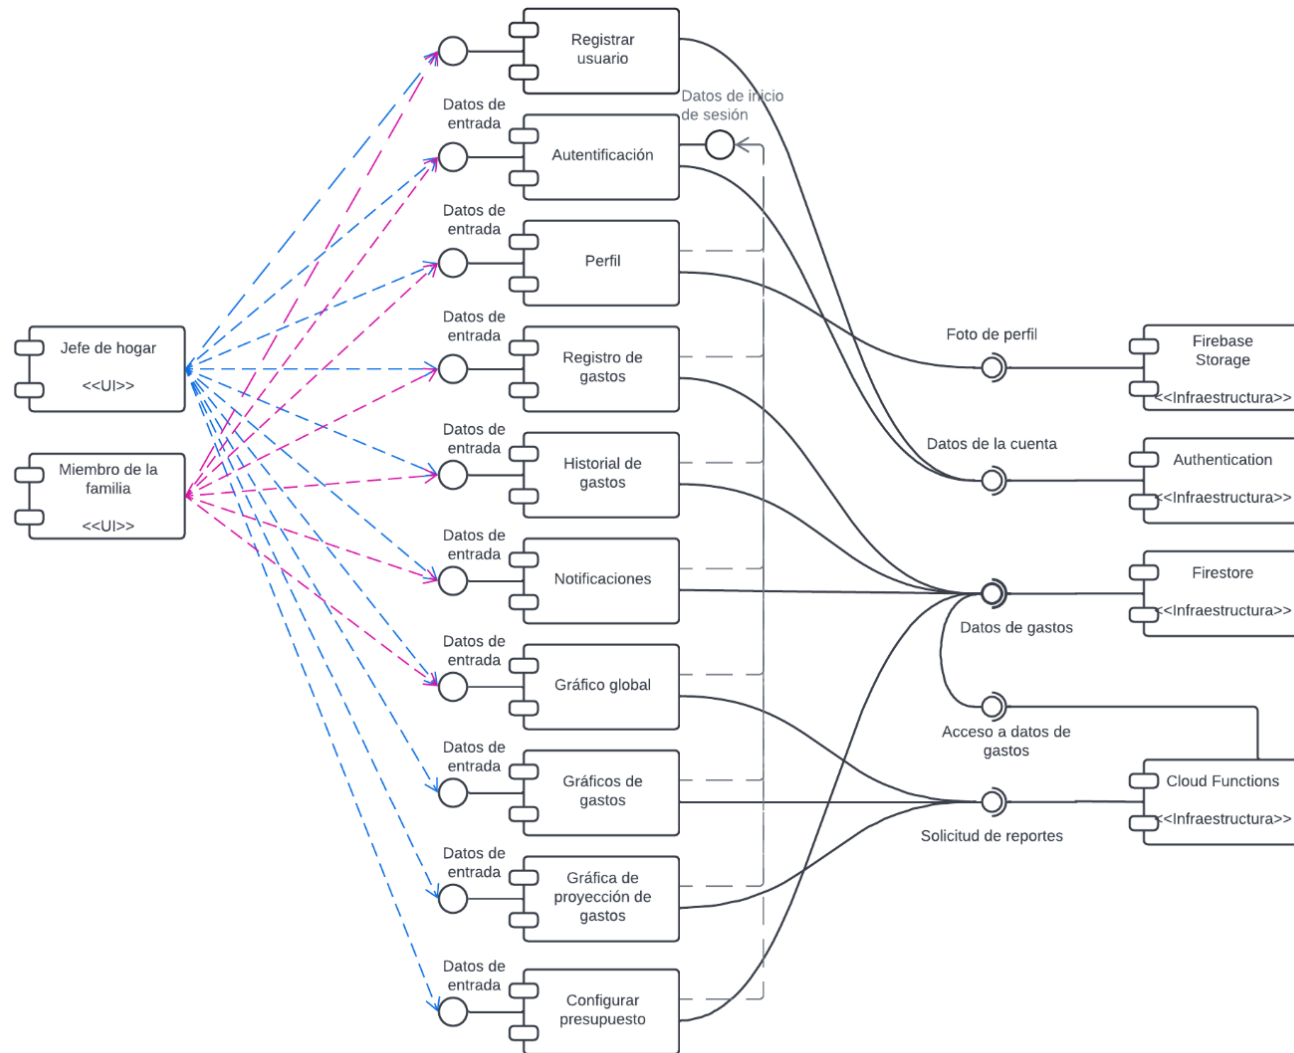 Registrar
usuario
Datos de
entrada
Datos de inicio
de sesión
Autentificación
Datos de
entrada
Perfil
Datos de
entrada
Registro de
gastos
Foto de perfil
Firebase
Storage
<<Infraestructura>>
Jefe de hogar
<<UI>>
Datos de
entrada
Historial de
gastos
Datos de la cuenta
Authentication
<<Infraestructura>>
Miembro de la
familia
<<UI>>
Datos de
entrada
Notificaciones
Firestore
<<Infraestructura>>
Datos de gastos
Datos de
entrada
Gráfico global
Acceso a datos de
gastos
Datos de
entrada
Gráficos de
gastos
Cloud Functions
<<Infraestructura>>
Solicitud de reportes
Datos de
entrada
Gráfica de
proyección de
gastos
Datos de
entrada
Configurar
presupuesto